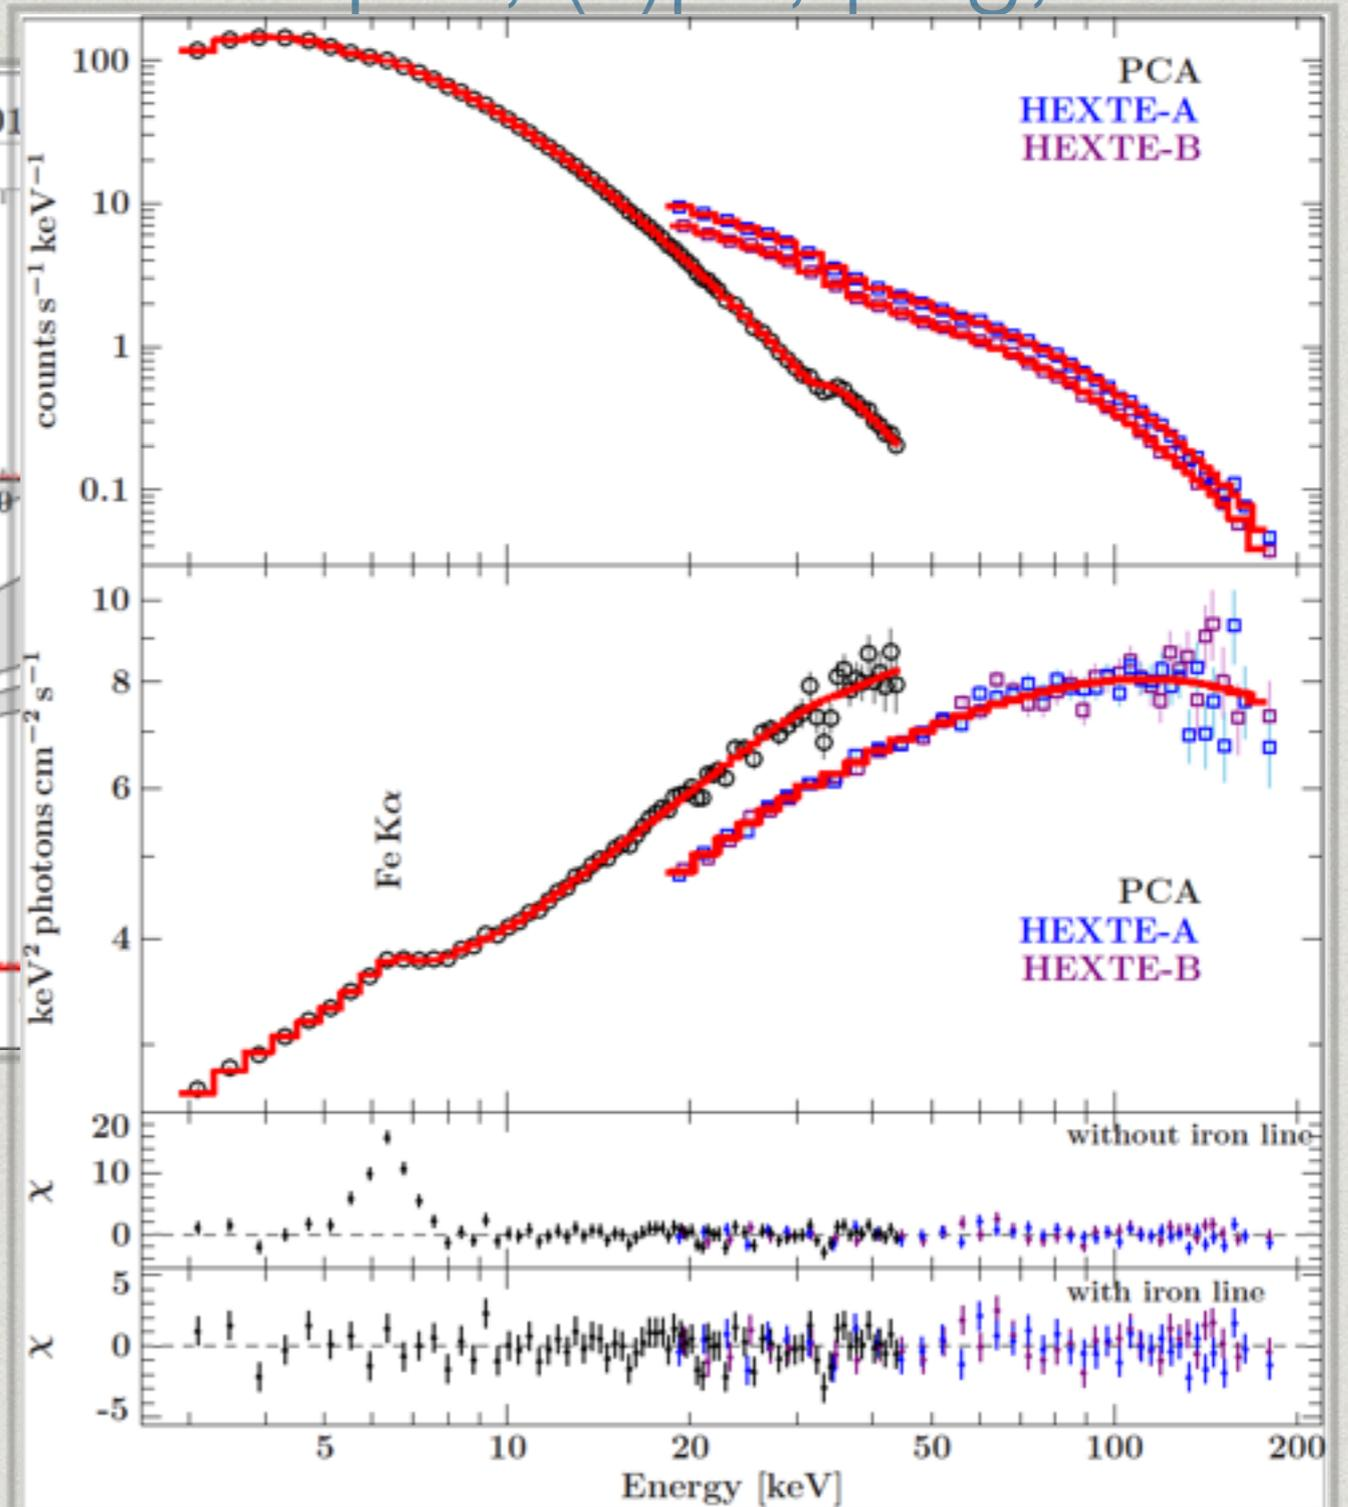 100
10
1
0.1
counts s⁻¹ keV⁻¹
PCA
HEXTE-A
HEXTE-B
10
8
6
4
keV² photons cm⁻² s⁻¹
Fe Kα
PCA
HEXTE-A
HEXTE-B
20
10
0
χ
without iron line
5
0
-5
χ
with iron line
5 10 20 50 100 200
Energy [keV]